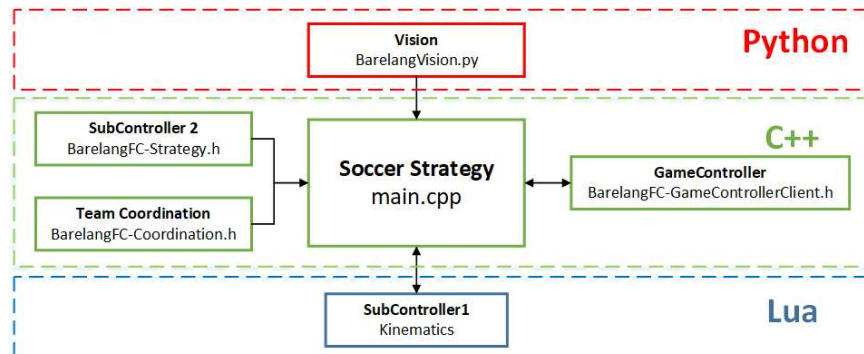 Vision
BarelangVision.py
Python
SubController 2
BarelangFC-Strategy.h
Team Coordination
BarelangFC-Coordination.h
Soccer Strategy
main.cpp
C++
GameController
BarelangFC-GameControllerClient.h
SubController1
Kinematics
Lua